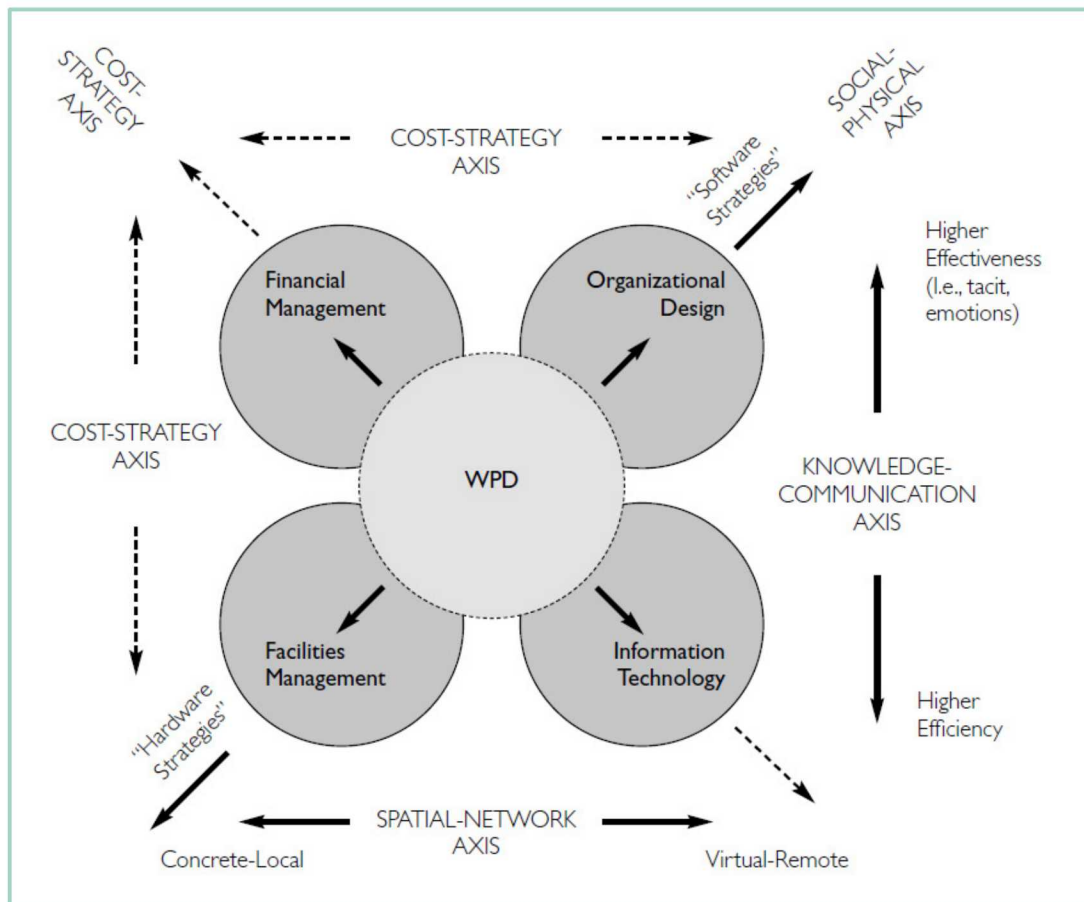 COST-
STRATEGY
AXIS
SOCIAL-
PHYSICAL
AXIS
COST-STRATEGY
AXIS
"Software
Strategies"
Higher
Effectiveness
(I.e., tacit,
emotions)
Financial
Management
Organizational
Design
COST-STRATEGY
AXIS
WPD
KNOWLEDGE-
COMMUNICATION
AXIS
Facilities
Management
Information
Technology
"Hardware
Strategies"
Higher
Efficiency
SPATIAL-NETWORK
AXIS
Concrete-Local
Virtual-Remote